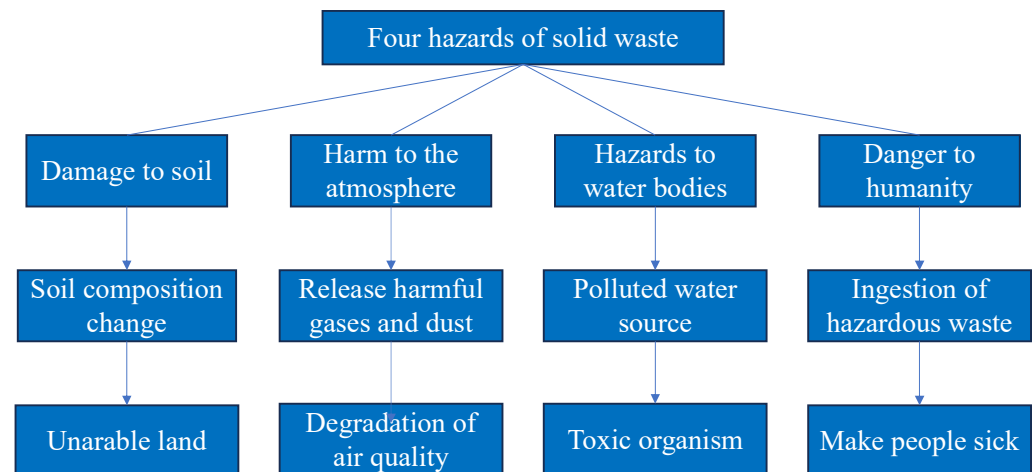 Four hazards of solid waste
Damage to soil
Harm to the
atmosphere
Hazards to
water bodies
Danger to
humanity
Soil composition
change
Release harmful
gases and dust
Polluted water
source
Ingestion of
hazardous waste
Unarable land
Degradation of
air quality
Toxic organism
Make people sick